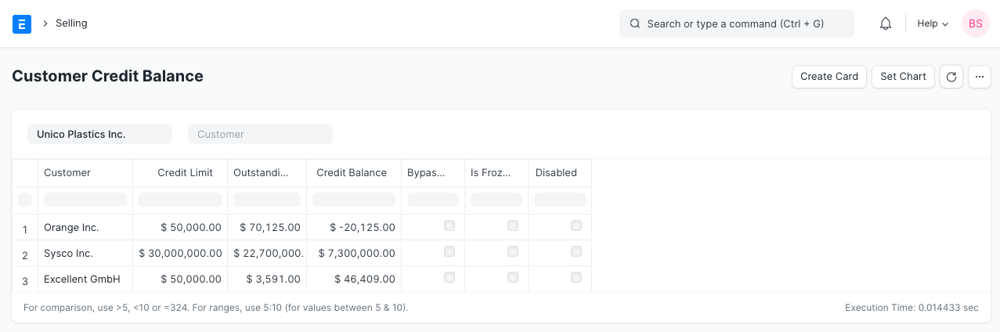 E > Selling Search or type a command (Ctrl + G) Help BS
Customer Credit Balance Create Card Set Chart ...
Unico Plastics Inc. Customer
Customer Credit Limit Outstandi... Credit Balance Bypas... Is Froz... Disabled
1 Orange Inc. $ 50,000.00 $ 70,125.00 $ -20,125.00
2 Sysco Inc. $ 30,000,000.00 $ 22,700,000. $ 7,300,000.00
3 Excellent GmbH $ 50,000.00 $ 3,591.00 $ 46,409.00
For comparison, use >5, <10 or =324. For ranges, use 5:10 (for values between 5 & 10). Execution Time: 0.014433 sec